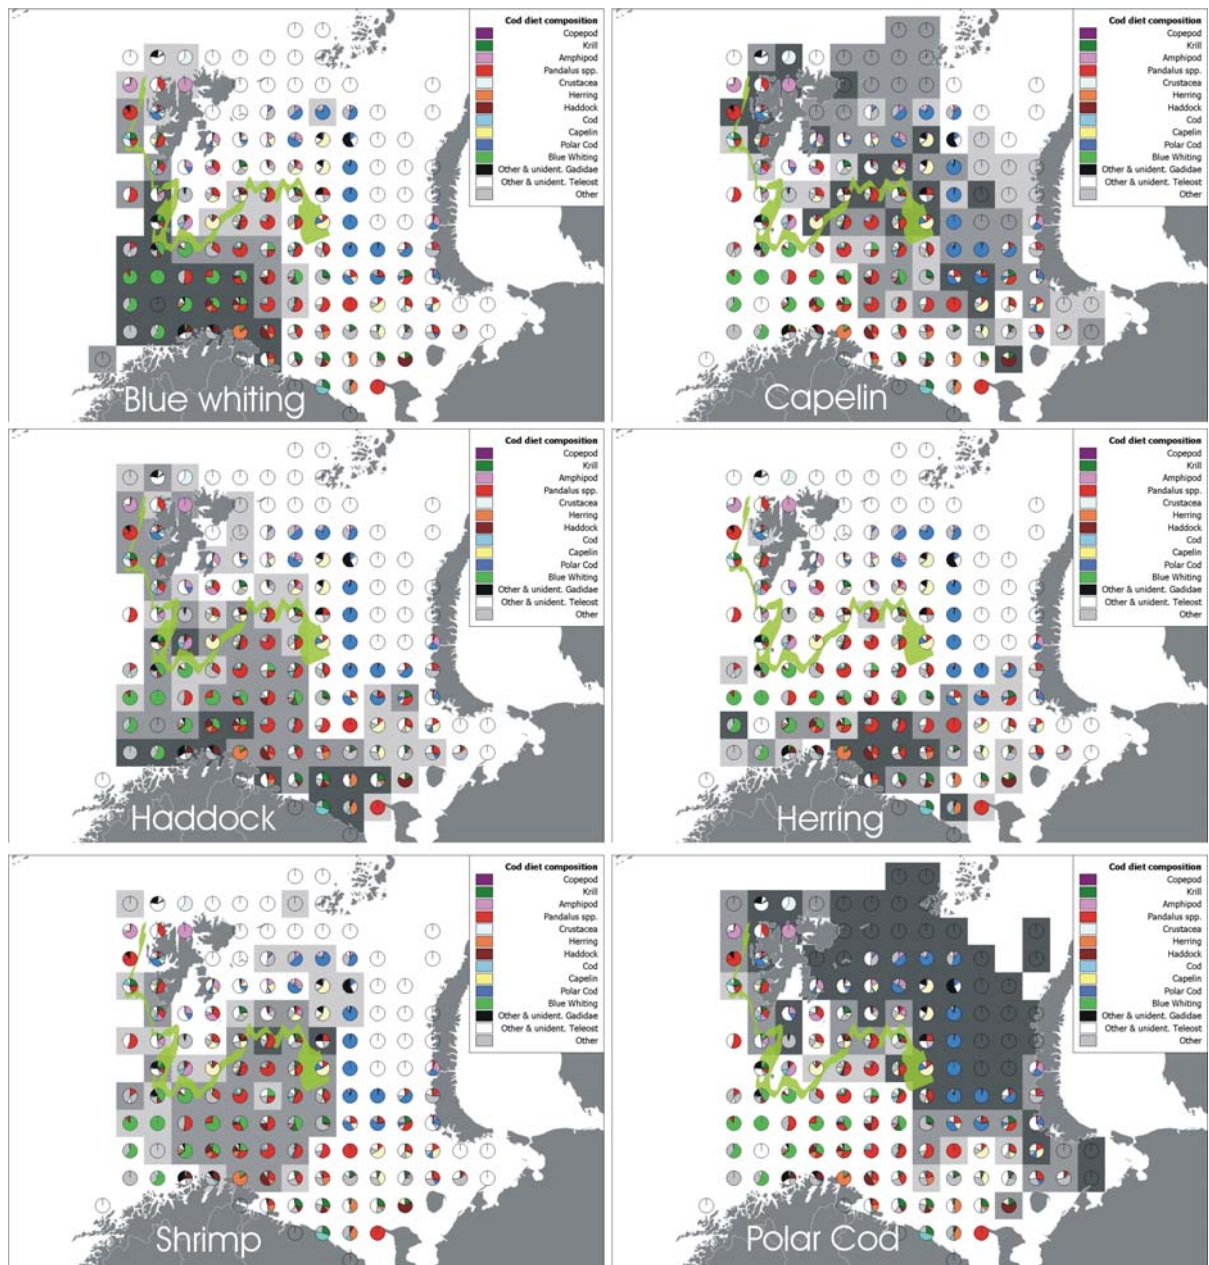 Cod diet composition
Copepod
Krill
Amphipod
Pandalus spp.
Crustacea
Herring
Haddock
Cod
Capelin
Polar Cod
Blue Whiting
Other & unident. Gadidae
Other & unident. Teleost
Other
Blue whiting
Cod diet composition
Copepod
Krill
Amphipod
Pandalus spp.
Crustacea
Herring
Haddock
Cod
Capelin
Polar Cod
Blue Whiting
Other & unident. Gadidae
Other & unident. Teleost
Other
Capelin
Cod diet composition
Copepod
Krill
Amphipod
Pandalus spp.
Crustacea
Herring
Haddock
Cod
Capelin
Polar Cod
Blue Whiting
Other & unident. Gadidae
Other & unident. Teleost
Other
Haddock
Cod diet composition
Copepod
Krill
Amphipod
Pandalus spp.
Crustacea
Herring
Haddock
Cod
Capelin
Polar Cod
Blue Whiting
Other & unident. Gadidae
Other & unident. Teleost
Other
Herring
Cod diet composition
Copepod
Krill
Amphipod
Pandalus spp.
Crustacea
Herring
Haddock
Cod
Capelin
Polar Cod
Blue Whiting
Other & unident. Gadidae
Other & unident. Teleost
Other
Shrimp
Cod diet composition
Copepod
Krill
Amphipod
Pandalus spp.
Crustacea
Herring
Haddock
Cod
Capelin
Polar Cod
Blue Whiting
Other & unident. Gadidae
Other & unident. Teleost
Other
Polar Cod